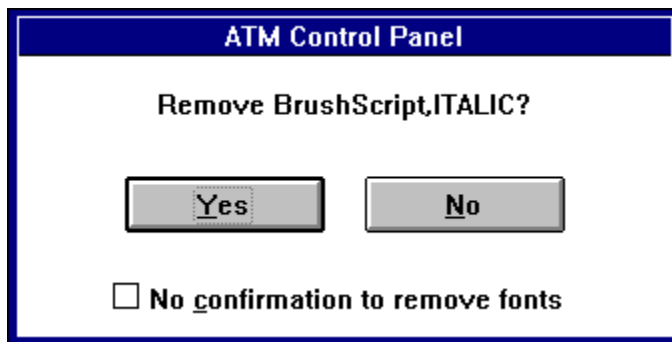 ATM Control Panel
Remove BrushScript,ITALIC?
Yes No
No confirmation to remove fonts